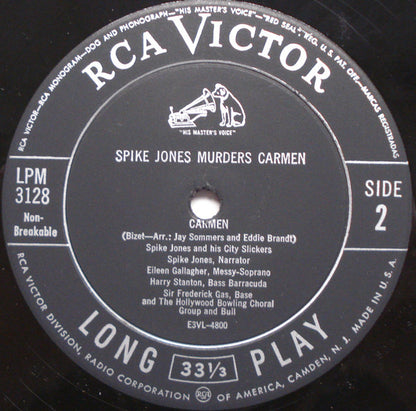 RCA VICTOR-RCA MONOGRAM-DOG AND PHONOGRAPH-"HIS MASTER'S VOICE"-"RED SEAL", REG. U. S. PAT. OFF.-MARCAS REGISTRADAS
RCA VICTOR
"HIS MASTER'S VOICE"
SPIKE JONES MURDERS CARMEN
LPM
3128
Non-
Breakable
SIDE
2
CARMEN
(Bizet—Arr.: Jay Sommers and Eddie Brandt)
Spike Jones and his City Slickers
Spike Jones, Narrator
Eileen Gallagher, Messy-Soprano
Harry Stanton, Bass Barracuda
Sir Frederick Gas, Base
and The Hollywood Bowling Choral
Group and Bull
E3VL-4800
LONG 33 1/3 PLAY
RCA VICTOR DIVISION, RADIO CORPORATION RCA OF AMERICA, CAMDEN, N. J. MADE IN U.S.A.